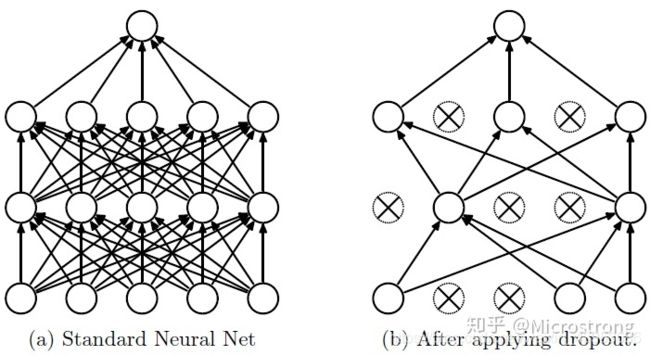 (a) Standard Neural Net
(b) After applying dropout.
知乎 @Microstrong